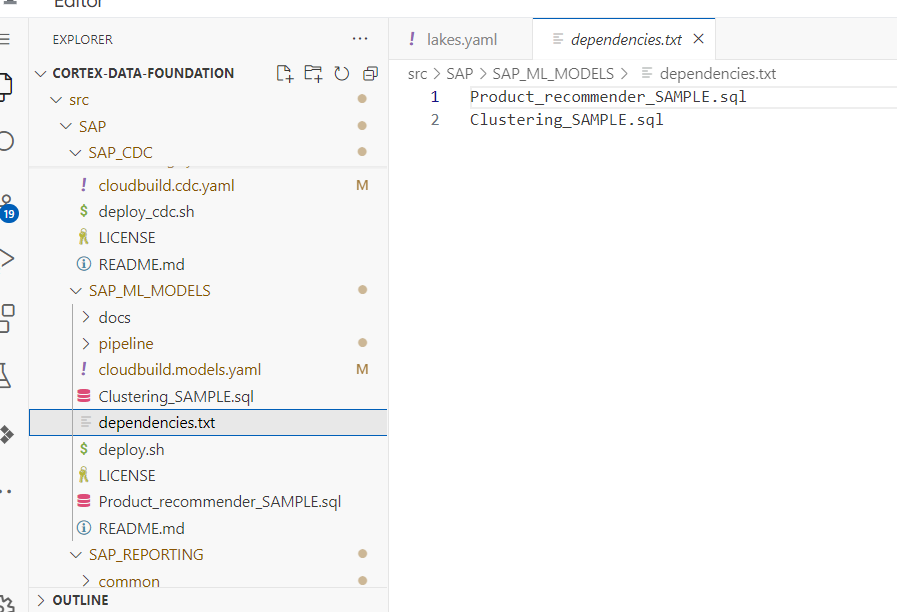 Editor
EXPLORER
CORTEX-DATA-FOUNDATION
src
SAP
SAP_CDC
! cloudbuild.cdc.yaml M
$ deploy_cdc.sh
LICENSE
README.md
SAP_ML_MODELS
docs
pipeline
! cloudbuild.models.yaml M
Clustering_SAMPLE.sql
dependencies.txt
$ deploy.sh
LICENSE
Product_recommender_SAMPLE.sql
README.md
SAP_REPORTING
common
OUTLINE
19
! lakes.yaml
dependencies.txt
src > SAP > SAP_ML_MODELS > dependencies.txt
1 Product_recommender_SAMPLE.sql
2 Clustering_SAMPLE.sql